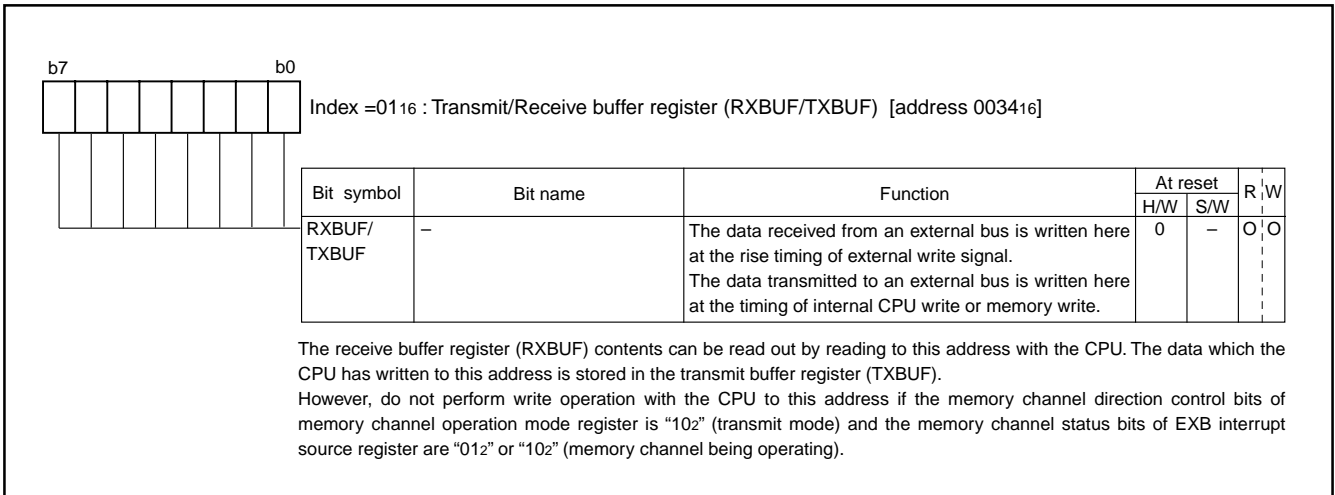 b7 b0
Index =0116 : Transmit/Receive buffer register (RXBUF/TXBUF) [address 003416]
Bit symbol Bit name Function At reset R W
H/W S/W
RXBUF/ – The data received from an external bus is written here 0 – O O
TXBUF at the rise timing of external write signal.
The data transmitted to an external bus is written here
at the timing of internal CPU write or memory write.
The receive buffer register (RXBUF) contents can be read out by reading to this address with the CPU. The data which the
CPU has written to this address is stored in the transmit buffer register (TXBUF).
However, do not perform write operation with the CPU to this address if the memory channel direction control bits of
memory channel operation mode register is “102” (transmit mode) and the memory channel status bits of EXB interrupt
source register are “012” or “102” (memory channel being operating).